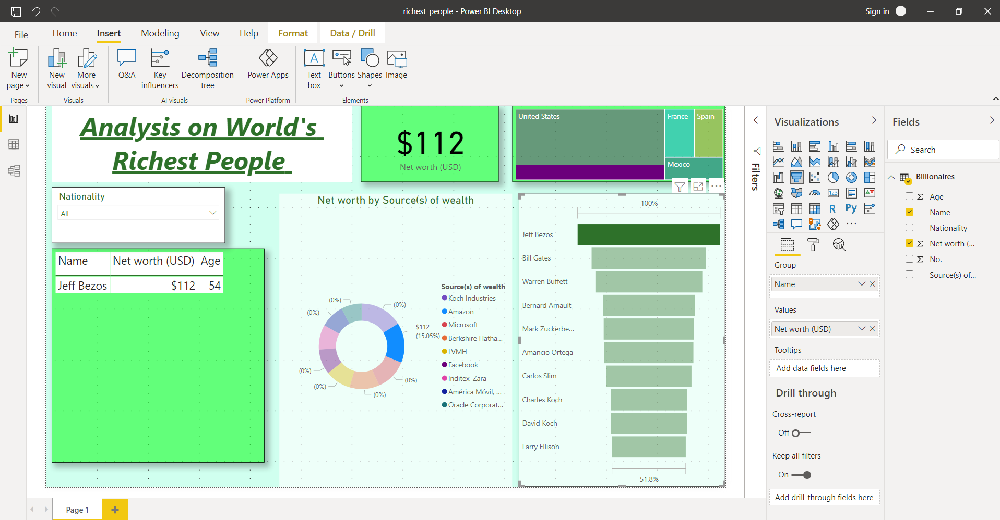 richest_people - Power BI Desktop
Sign in
File
Home
Insert
Modeling
View
Help
Format
Data / Drill
New page
New visual
More visuals
Q&A
Key influencers
Decomposition tree
Power Apps
Text box
Buttons
Shapes
Image
Pages
Visuals
AI visuals
Power Platform
Elements
Analysis on World's
Richest People
$112
Net worth (USD)
United States
France
Spain
Mexico
Nationality
All
Name Net worth (USD) Age
Jeff Bezos $112 54
Net worth by Source(s) of wealth
(0%)
(0%)
(0%)
$112
(15.05%)
(0%)
(0%)
(0%)
(0%)
Source(s) of wealth
Koch Industries
Amazon
Microsoft
Berkshire Hatha...
LVMH
Facebook
Inditex, Zara
América Móvil, ...
Oracle Corporat...
100%
Jeff Bezos
Bill Gates
Warren Buffett
Bernard Arnault
Mark Zuckerbe...
Amancio Ortega
Carlos Slim
Charles Koch
David Koch
Larry Ellison
51.8%
Filters
Visualizations
123
R
Py
...
Group
Name
Values
Net worth (USD)
Tooltips
Add data fields here
Drill through
Cross-report
Off
Keep all filters
On
Add drill-through fields here
Fields
Search
Billionaires
Age
Name
Nationality
Net worth (...
No.
Source(s) of...
Page 1